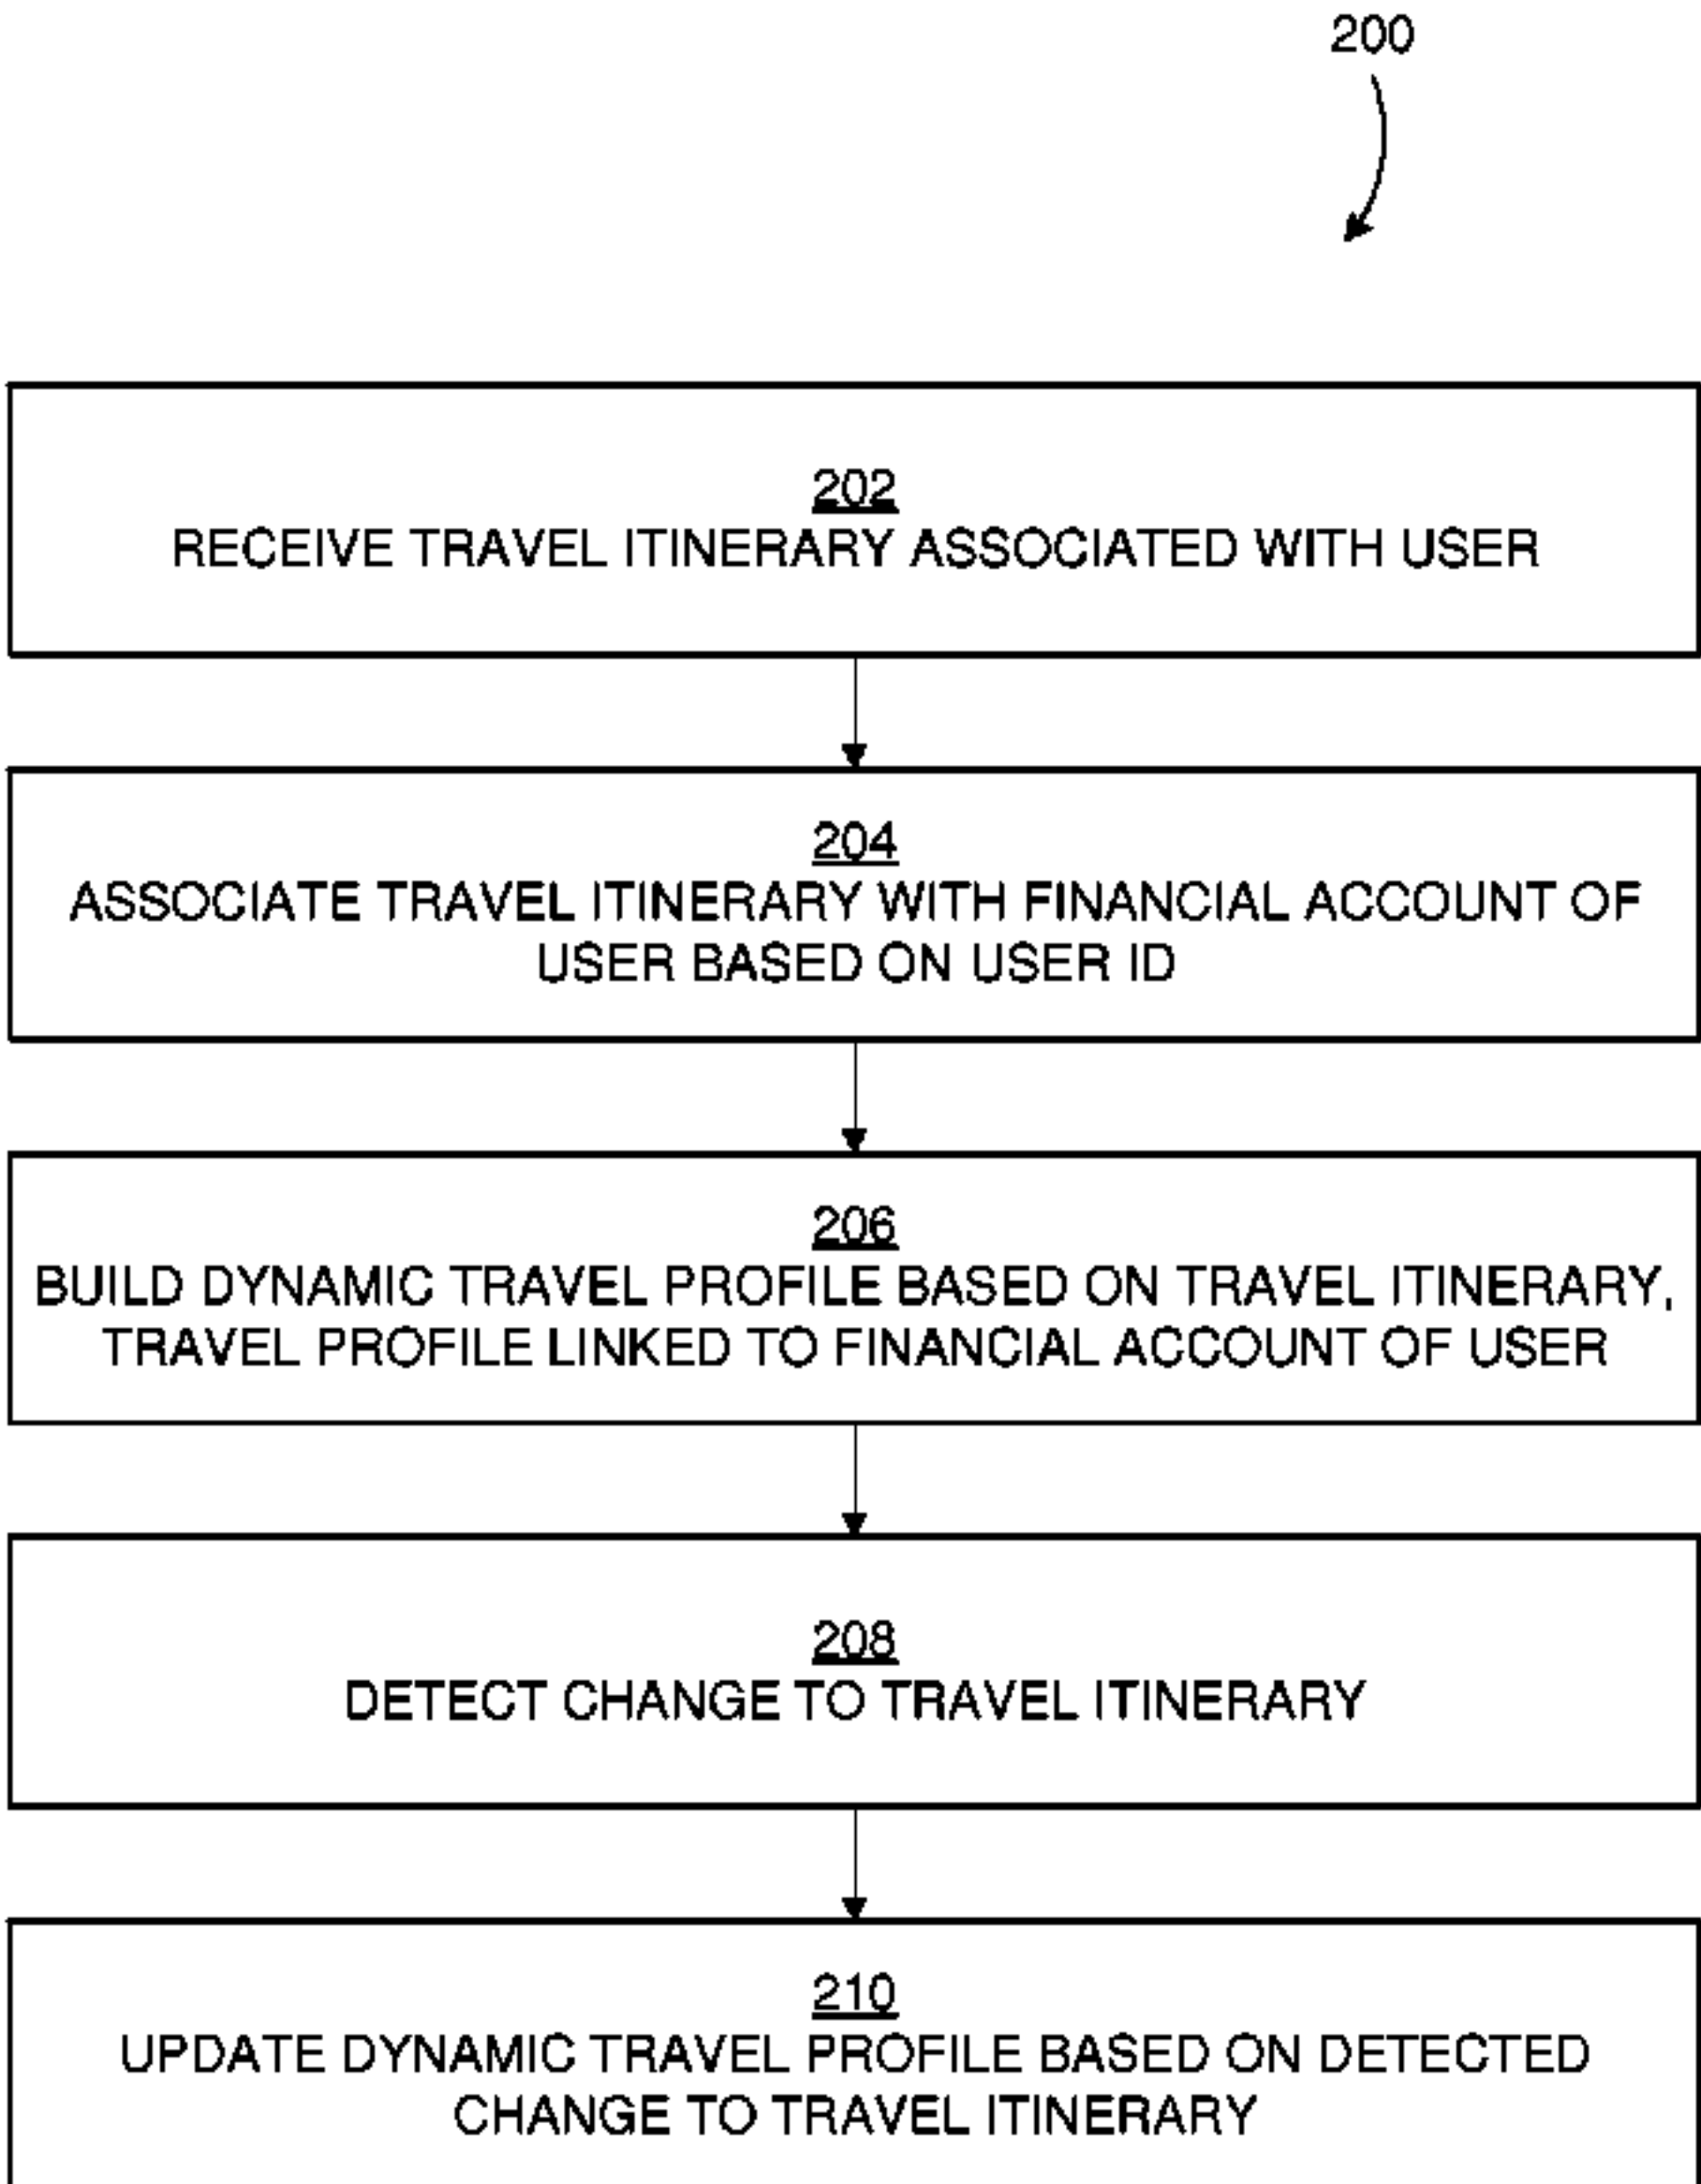 200
202
RECEIVE TRAVEL ITINERARY ASSOCIATED WITH USER
204
ASSOCIATE TRAVEL ITINERARY WITH FINANCIAL ACCOUNT OF
USER BASED ON USER ID
206
BUILD DYNAMIC TRAVEL PROFILE BASED ON TRAVEL ITINERARY,
TRAVEL PROFILE LINKED TO FINANCIAL ACCOUNT OF USER
208
DETECT CHANGE TO TRAVEL ITINERARY
210
UPDATE DYNAMIC TRAVEL PROFILE BASED ON DETECTED
CHANGE TO TRAVEL ITINERARY